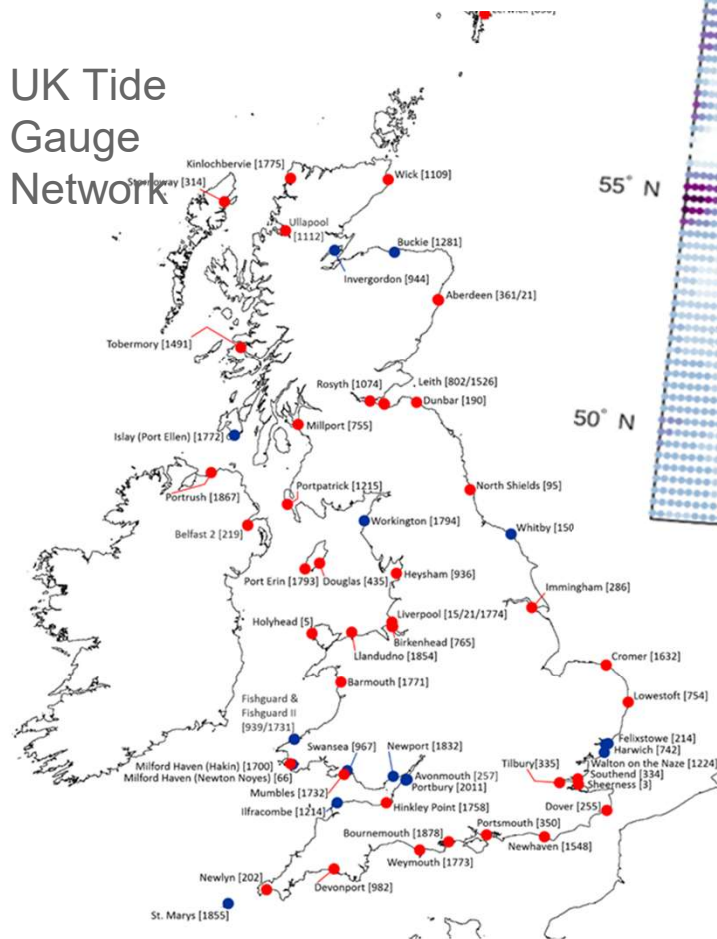 UK Tide
Gauge
Network
Kinlochbervie [1775]
Stornoway [314]
Wick [1109]
Ullapool
[1112]
Buckie [1281]
Invergordon [944]
Aberdeen [361/21]
Tobermory [1491]
Rosyth [1074]
Leith [802/1526]
Dunbar [190]
Millport [755]
Islay (Port Ellen) [1772]
Portrush [1867]
Portpatrick [1215]
North Shields [95]
Belfast 2 [219]
Workington [1794]
Whitby [150
Port Erin [1793]
Douglas [435]
Heysham [936]
Immingham [286]
Holyhead [5]
Liverpool [15/21/1774]
Birkenhead [765]
Llandudno [1854]
Cromer [1632]
Barmouth [1771]
Lowestoft [754]
Fishguard &
Fishguard II
[939/1731]
Felixstowe [214]
Harwich [742]
Swansea [967]
Newport [1832]
Walton on the Naze [1224]
Milford Haven (Hakin) [1700]
Milford Haven (Newton Noyes) [66]
Avonmouth [257]
Portbury [2011]
Tilbury[335]
Southend [334]
Sheerness [3]
Mumbles [1732]
Ilfracombe [1214]
Hinkley Point [1758]
Dover [255]
Portsmouth [350]
Bournemouth [1878]
Newhaven [1548]
Weymouth [1773]
Newlyn [202]
Devonport [982]
St. Marys [1855]
55° N
50° N